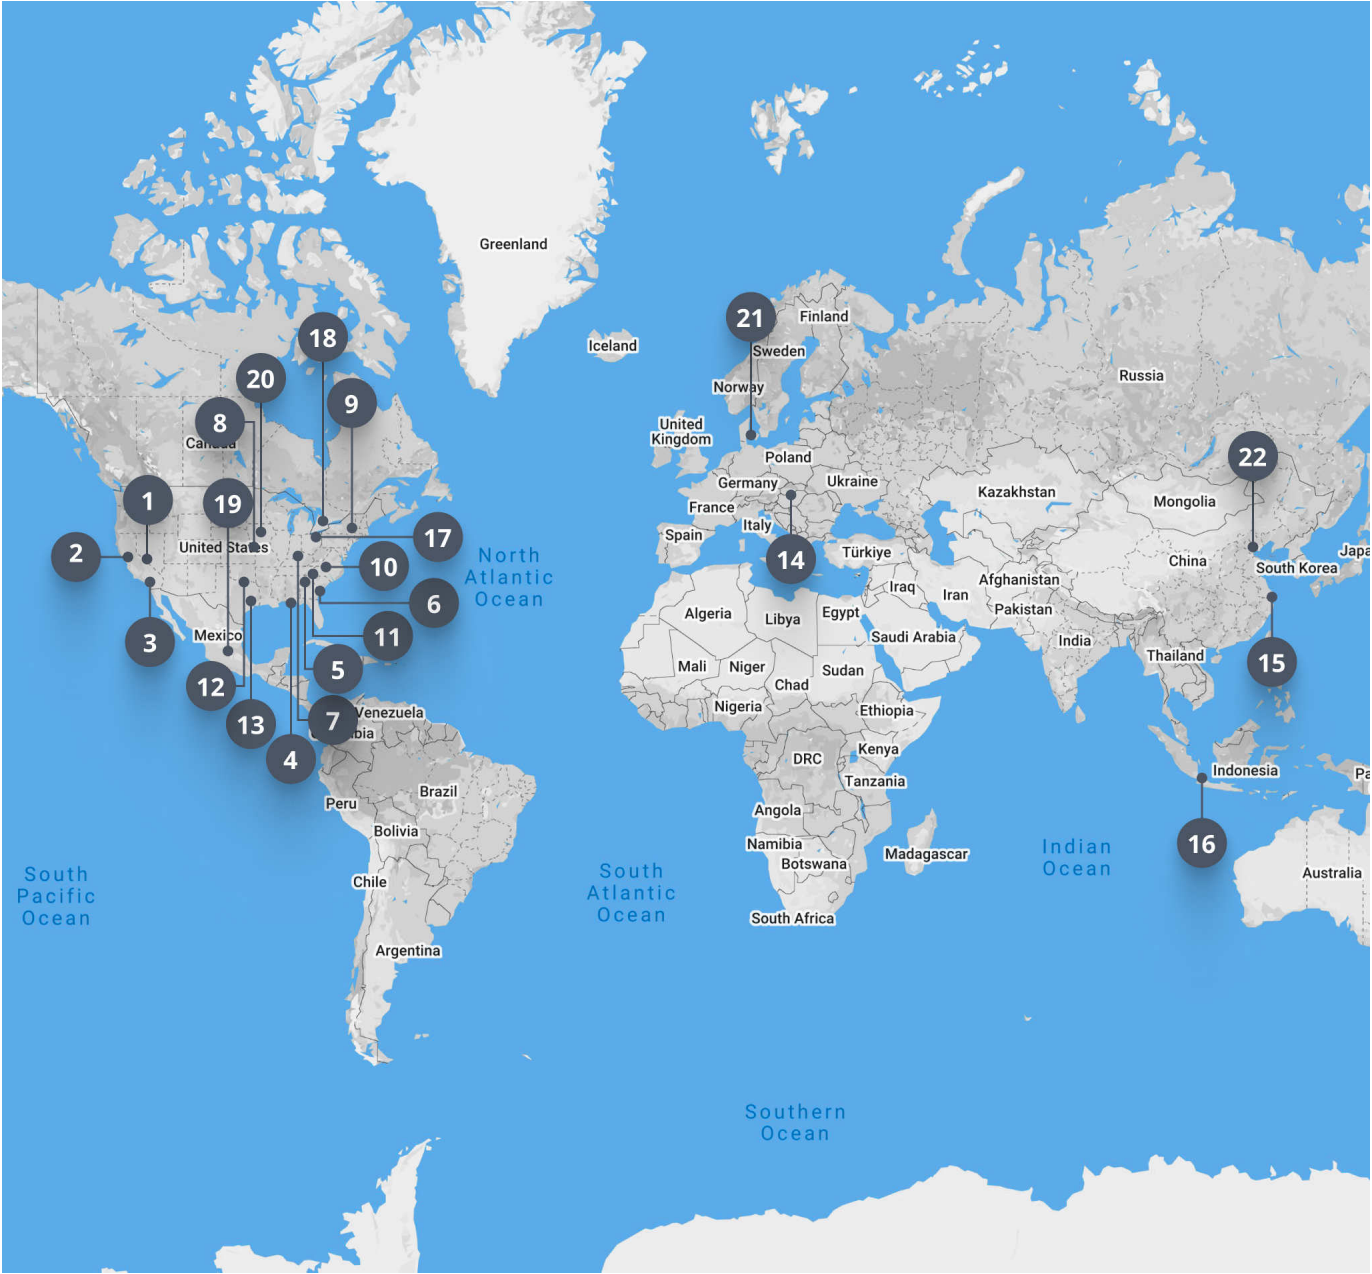 Greenland
18
21
Finland
Iceland
Sweden
20
Russia
Norway
9
8
United
Kingdom
Canada
22
Poland
Germany
Ukraine
Kazakhstan
1
19
Mongolia
France
Italy
Spain
17
United States
2
North
Atlantic
Ocean
14
Türkiye
China
South Korea
10
Iraq
Afghanistan
Iran
6
Algeria
Libya
Egypt
Pakistan
11
Mexico
3
Saudi Arabia
India
Thailand
15
5
Mali
Niger
Sudan
12
Chad
Nigeria
Ethiopia
13
7
Venezuela
4
DRC
Kenya
Indonesia
Tanzania
Peru
Brazil
Angola
Bolivia
Namibia
16
Botswana
Madagascar
Indian
Ocean
South
Pacific
Ocean
Chile
South
Atlantic
Ocean
Australia
South Africa
Argentina
Southern
Ocean